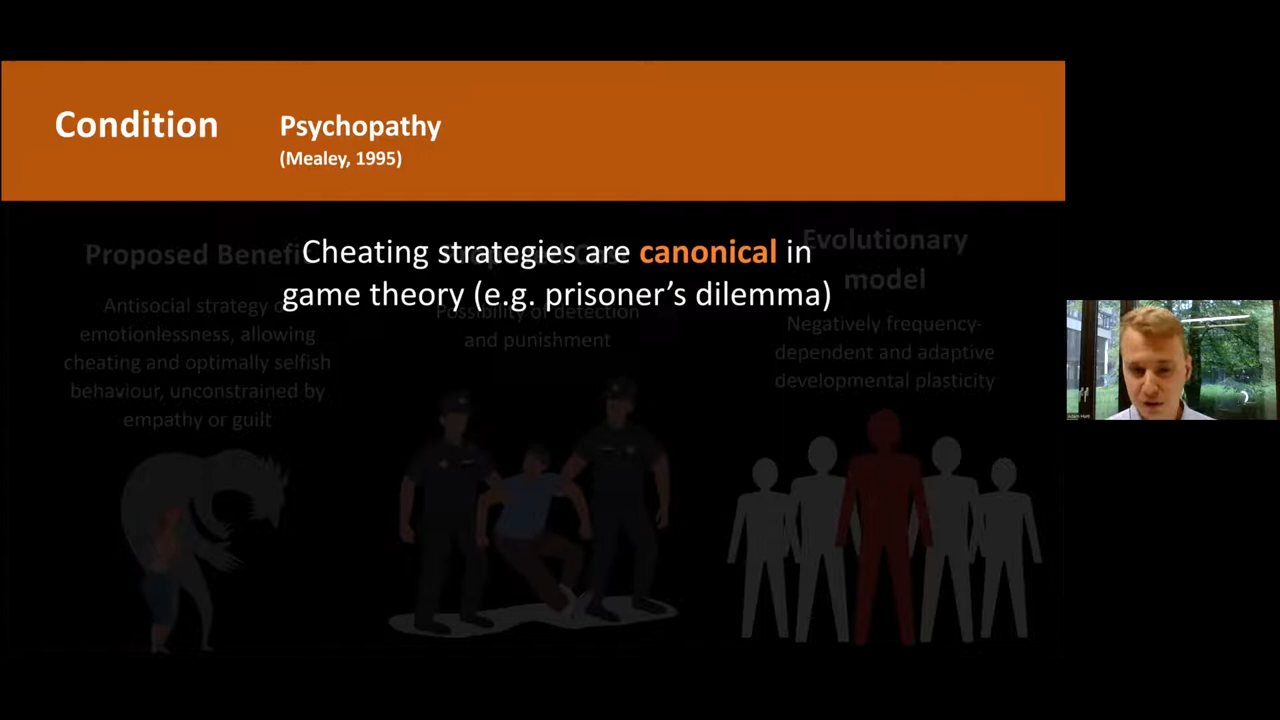 Condition
Psychopathy
(Mealey, 1995)
Cheating strategies are canonical in
game theory (e.g. prisoner's dilemma)
Proposed Benefi
Antisocial strategy
emotionlessness, allowing
cheating and optimally selfish
behaviour, unconstrained by
empathy or guilt
Possibility of detection
and punishment
Evolutionary
model
Negatively frequency-
dependent and adaptive
developmental plasticity